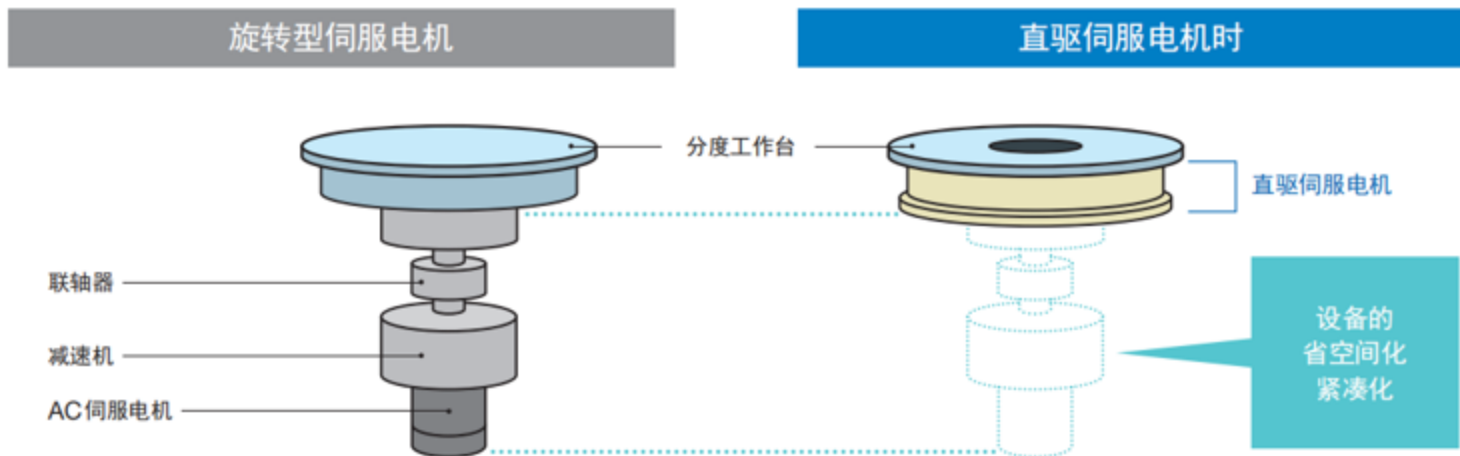 旋转型伺服电机
直驱伺服电机时
分度工作台
直驱伺服电机
联轴器
减速机
AC伺服电机
设备的
省空间化
紧凑化